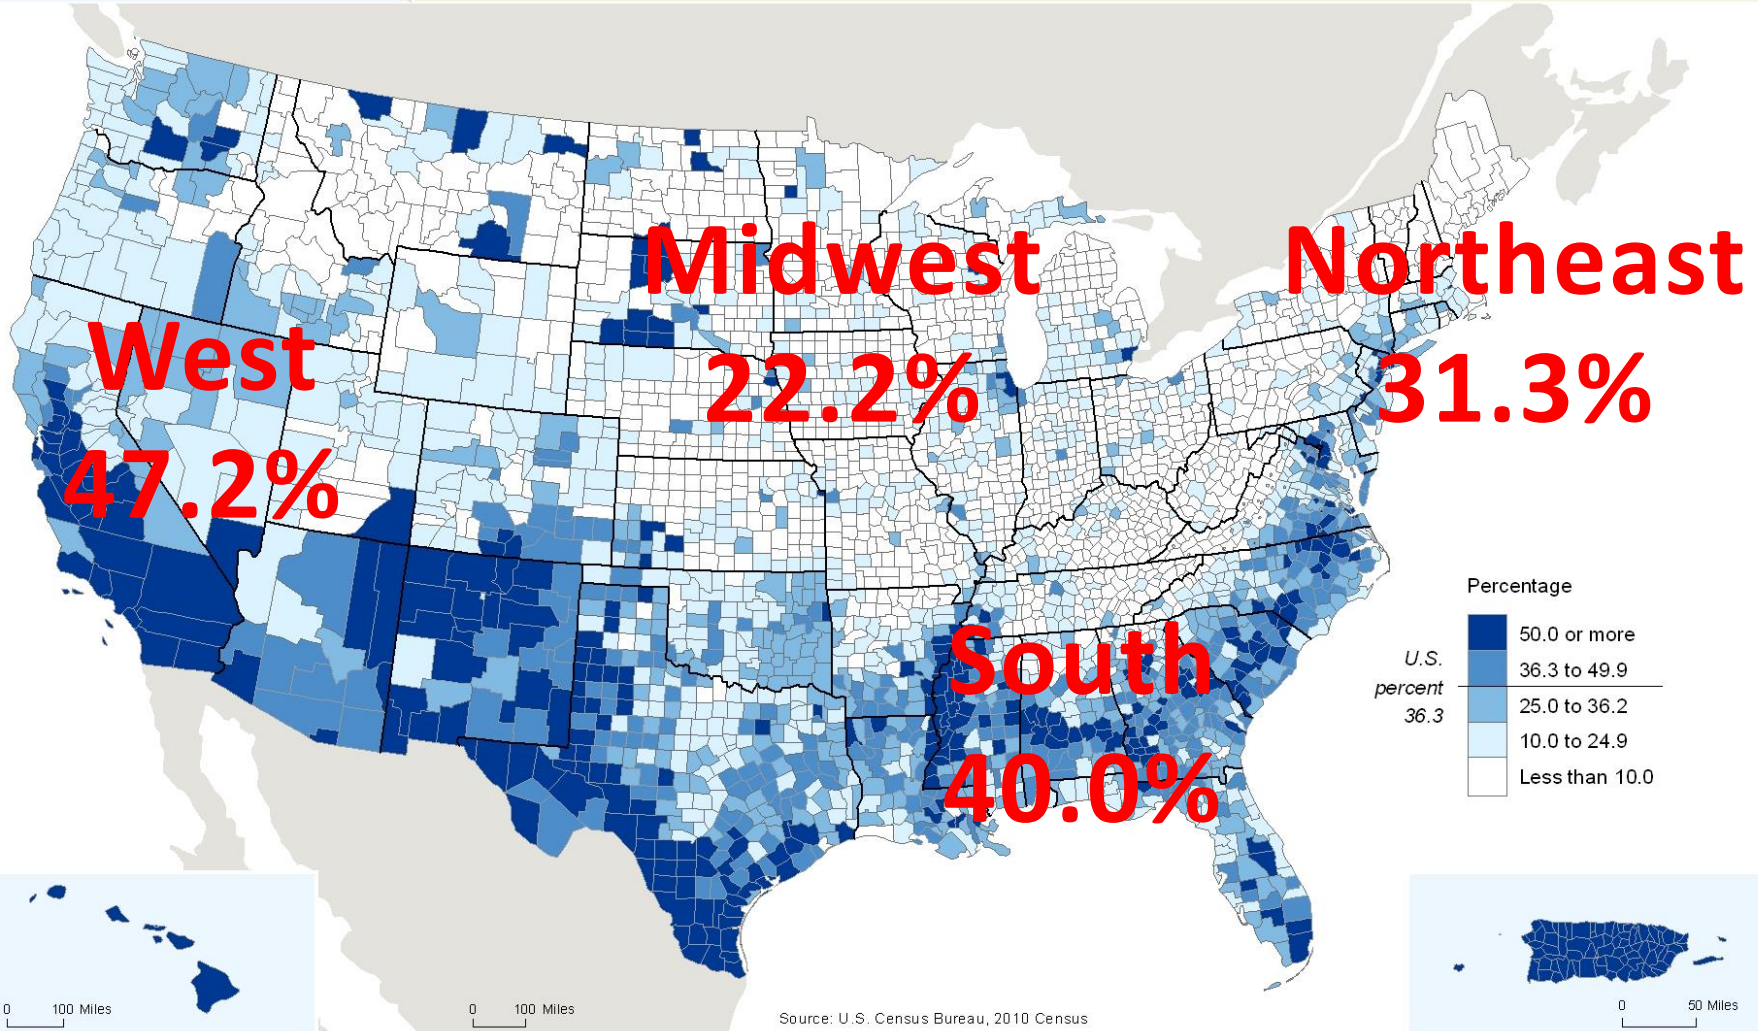 Midwest
22.2%
Northeast
31.3%
West
47.2%
South
40.0%
Percentage
50.0 or more
36.3 to 49.9
25.0 to 36.2
10.0 to 24.9
Less than 10.0
U.S.
percent
36.3
0 100 Miles
0 100 Miles
Source: U.S. Census Bureau, 2010 Census
0 50 Miles